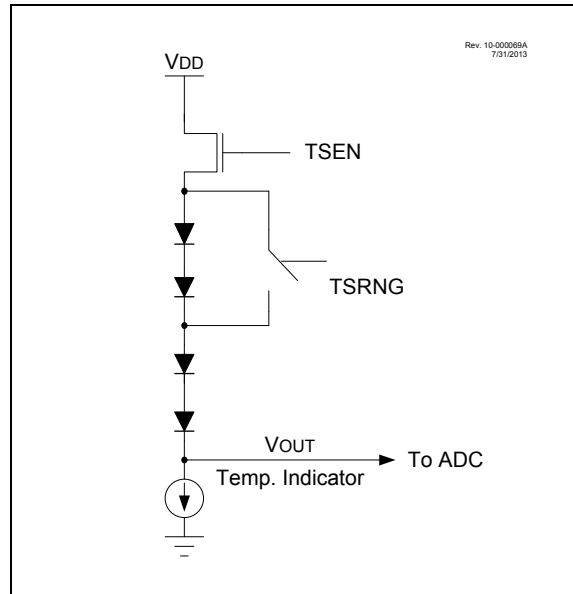 Rev. 10-000069A
7/31/2013
VDD
TSEN
TSRNG
VOUT
To ADC
Temp. Indicator